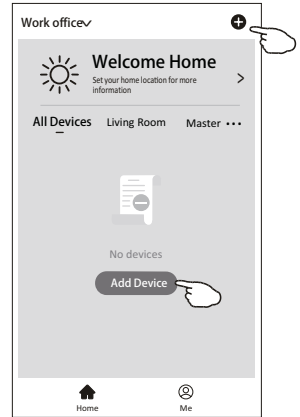 Work office
Welcome Home
Set your home location for more
information
All Devices Living Room Master
No devices
Add Device
Home Me